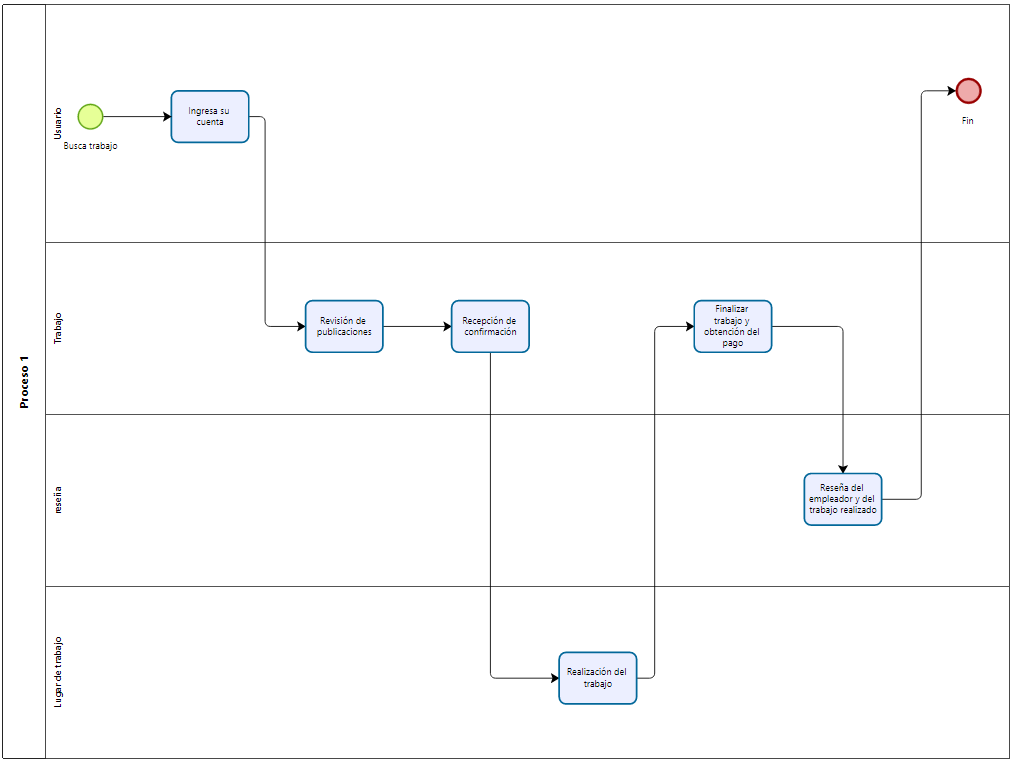 Proceso 1
Usuario
Busca trabajo
Ingresa su
cuenta
Fin
Trabajo
Revisión de
publicaciones
Recepción de
confirmación
Finalizar
trabajo y
obtención del
pago
reseña
Reseña del
empleador y del
trabajo realizado
Lugar de trabajo
Realización del
trabajo